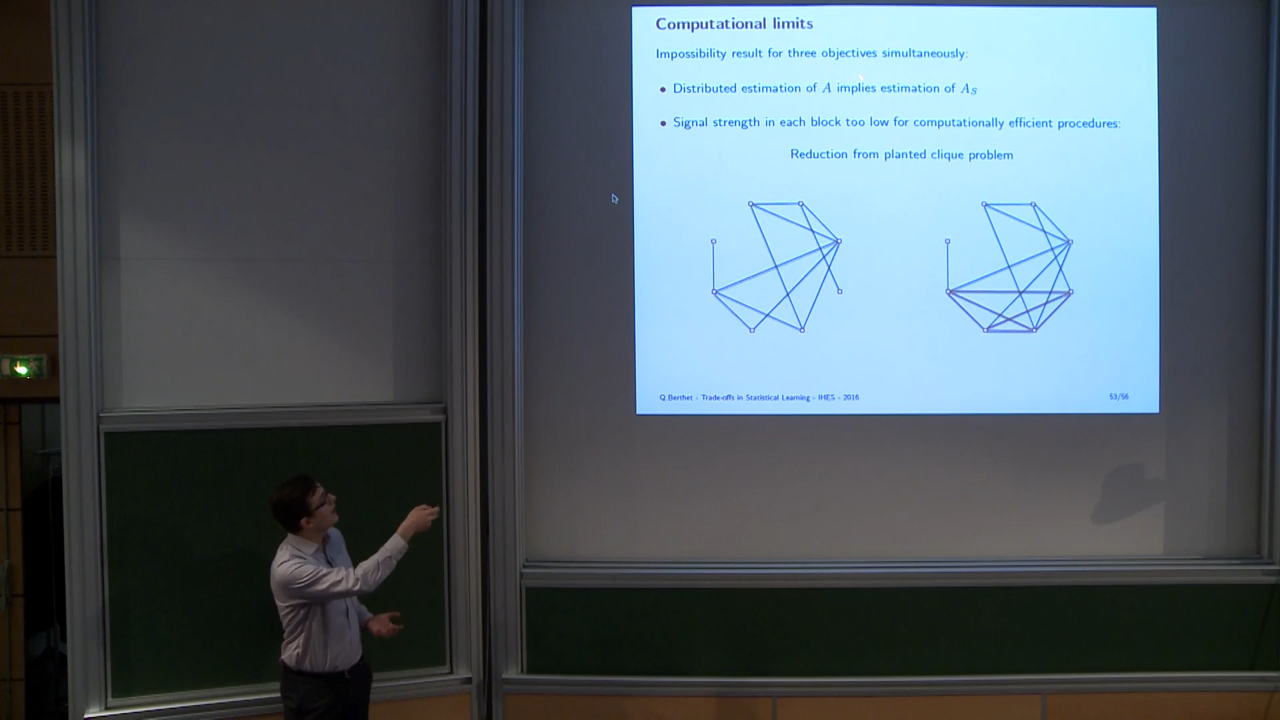 Computational limits
Impossibility result for three objectives simultaneously:
• Distributed estimation of A implies estimation of A_S
• Signal strength in each block too low for computationally efficient procedures:
Reduction from planted clique problem
Q.Berthet - Trade-offs in Statistical Learning - IHES - 2016
53/56